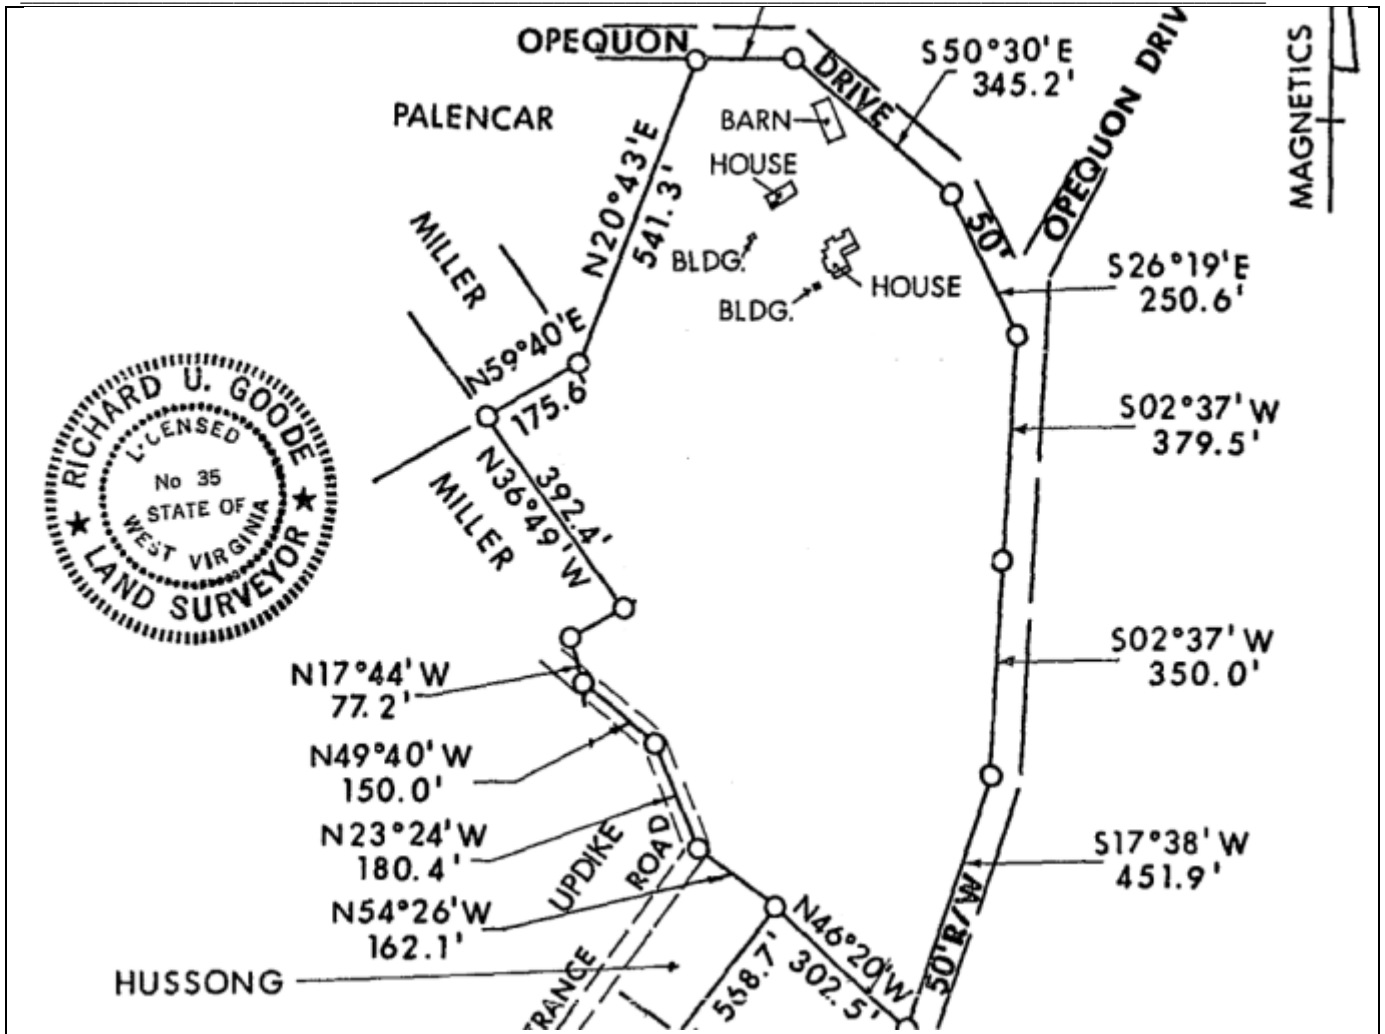 OPEQUON
DRIVE
S50°30'E
345.2'
OPEQUON DRIV
MAGNETICS
PALENCAR
BARN
HOUSE
N20°43'E
541.3'
MILLER
BLDG.
HOUSE
BLDG.
50'
S26°19'E
250.6'
N59°40'E
175.6
S02°37'W
379.5'
RICHARD U. GOODE
LICENSED
No 35
STATE OF
WEST VIRGINIA
★ LAND SURVEYOR ★
N36°49'W
392.4'
MILLER
S02°37'W
350.0'
N17°44'W
77.2'
N49°40'W
150.0'
N23°24'W
180.4'
UPDIKE
ROAD
S17°38'W
451.9'
N54°26'W
162.1'
N46°20'W
302.5'
50'R/W
HUSSONG
568.7'
TRANCE